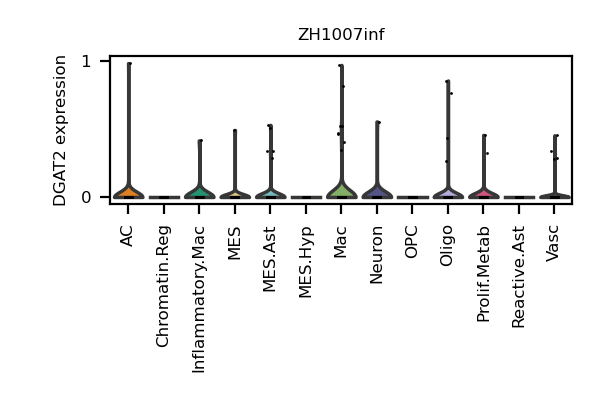 ZH1007inf
DGAT2 expression
1
0
AC
Chromatin.Reg
Inflammatory.Mac
MES
MES.Ast
MES.Hyp
Mac
Neuron
OPC
Oligo
Prolif.Metab
Reactive.Ast
Vasc